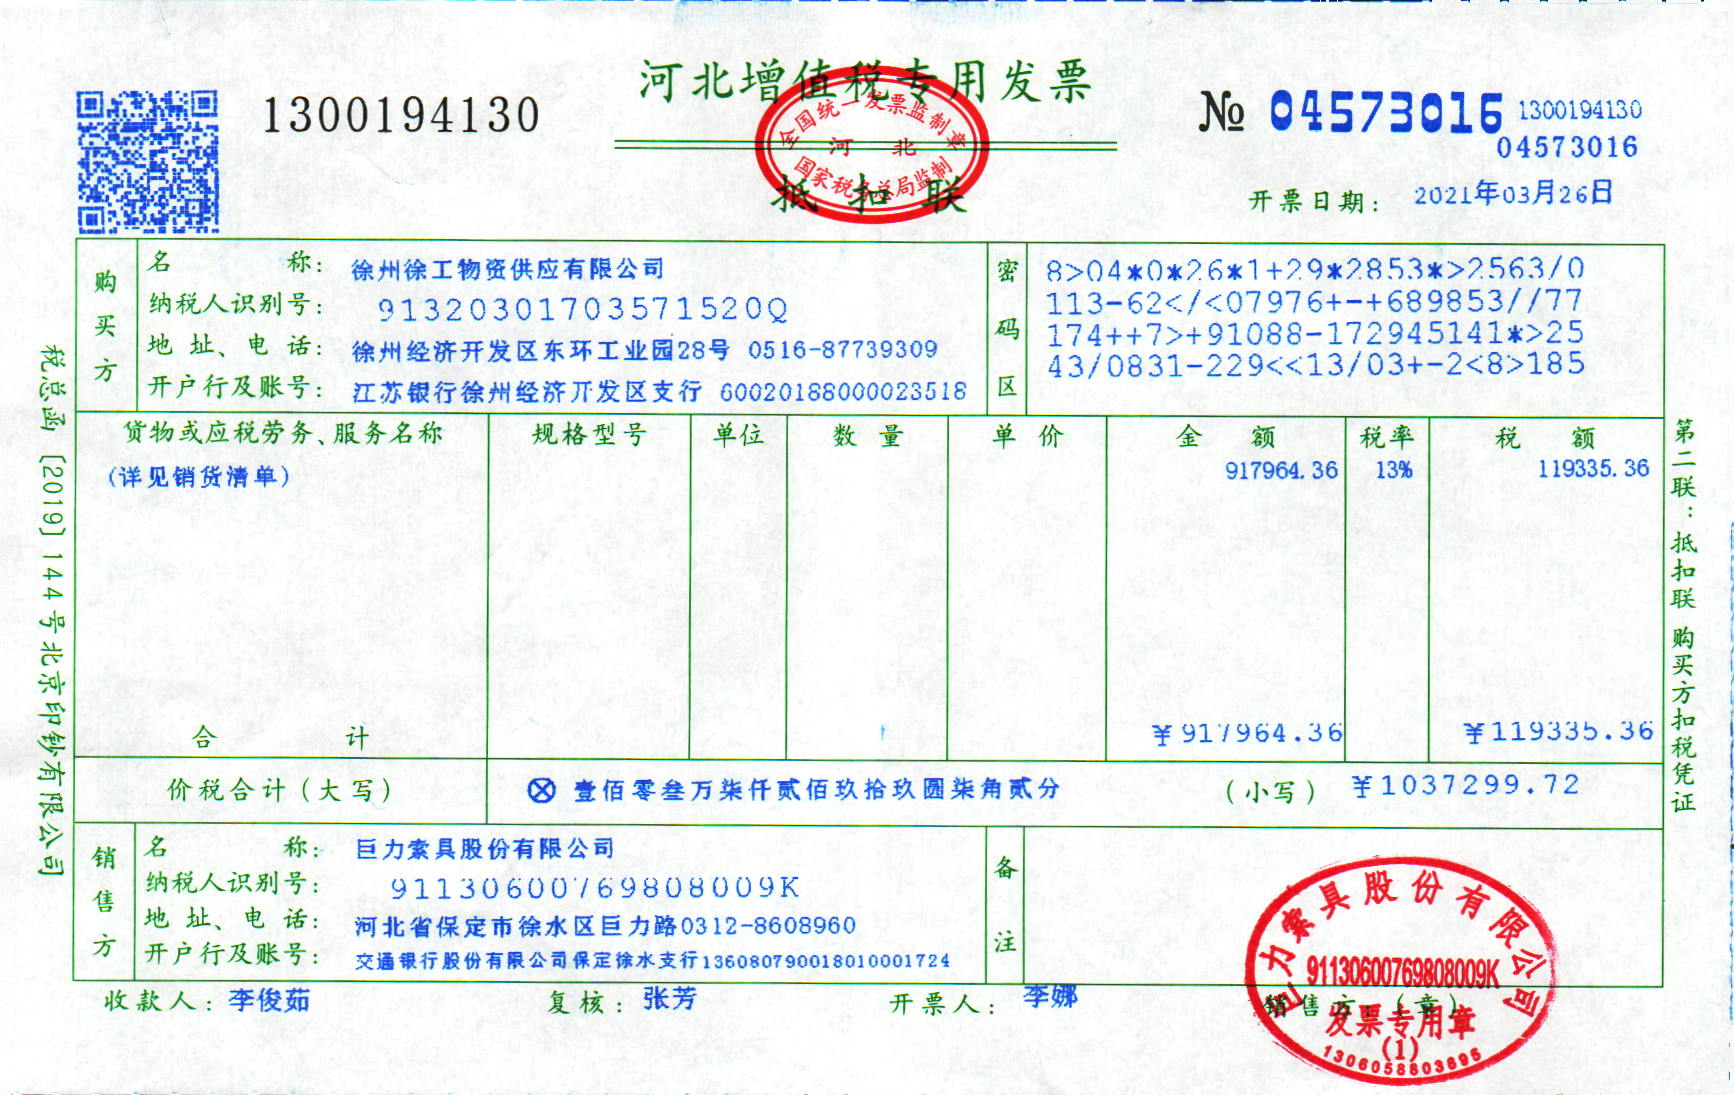 河北增值税专用发票
1300194130
№ 04573016 1300194130
04573016
全国统一发票监制章
河 北
国家税务总局监制
抵扣联
开票日期: 2021年03月26日
购买方
名 称: 徐州徐工物资供应有限公司
纳税人识别号: 91320301703571520Q
地 址、电 话: 徐州经济开发区东环工业园28号 0516-87739309
开户行及账号: 江苏银行徐州经济开发区支行 60020188000023518
密码区
8>04*0*26*1+29*2853*>2563/0
113-62</<07976+-+689853//77
174++7>+91088-172945141*>25
43/0831-229<<13/03+-2<8>185
货物或应税劳务、服务名称 规格型号 单位 数 量 单 价 金 额 税率 税 额
(详见销货清单) 917964.36 13% 119335.36
合 计 ¥917964.36 ¥119335.36
价税合计(大写) ⊗ 壹佰零叁万柒仟贰佰玖拾玖圆柒角贰分 (小写) ¥1037299.72
销售方
名 称: 巨力索具股份有限公司
纳税人识别号: 91130600769808009K
地 址、电 话: 河北省保定市徐水区巨力路0312-8608960
开户行及账号: 交通银行股份有限公司保定徐水支行136080790018010001724
备注
收款人: 李俊茹 复核: 张芳 开票人: 李娜 销售方:(章)
巨力索具股份有限公司
91130600769808009K
发票专用章
(1)
1306058803695
税总函[2019]144号北京印钞有限公司
第二联:抵扣联 购买方扣税凭证